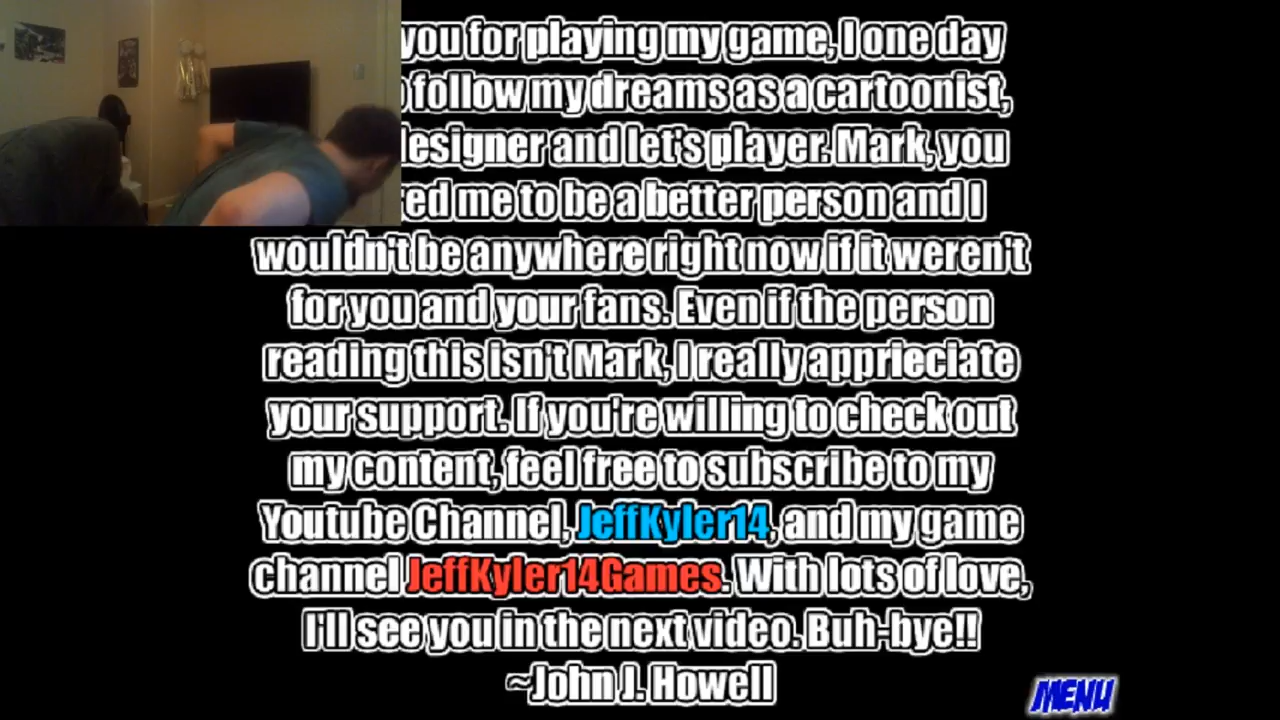 you for playing my game, I one day
follow my dreams as a cartoonist,
designer and let's player. Mark, you
me to be a better person and I
wouldn't be anywhere right now if it weren't
for you and your fans. Even if the person
reading this isn't Mark, I really apprieciate
your support. If you're willing to check out
my content, feel free to subscribe to my
Youtube Channel, JeffKyler14, and my game
channel JeffKyler14Games. With lots of love,
I'll see you in the next video. Buh-bye!!
~John J. Howell
MENU